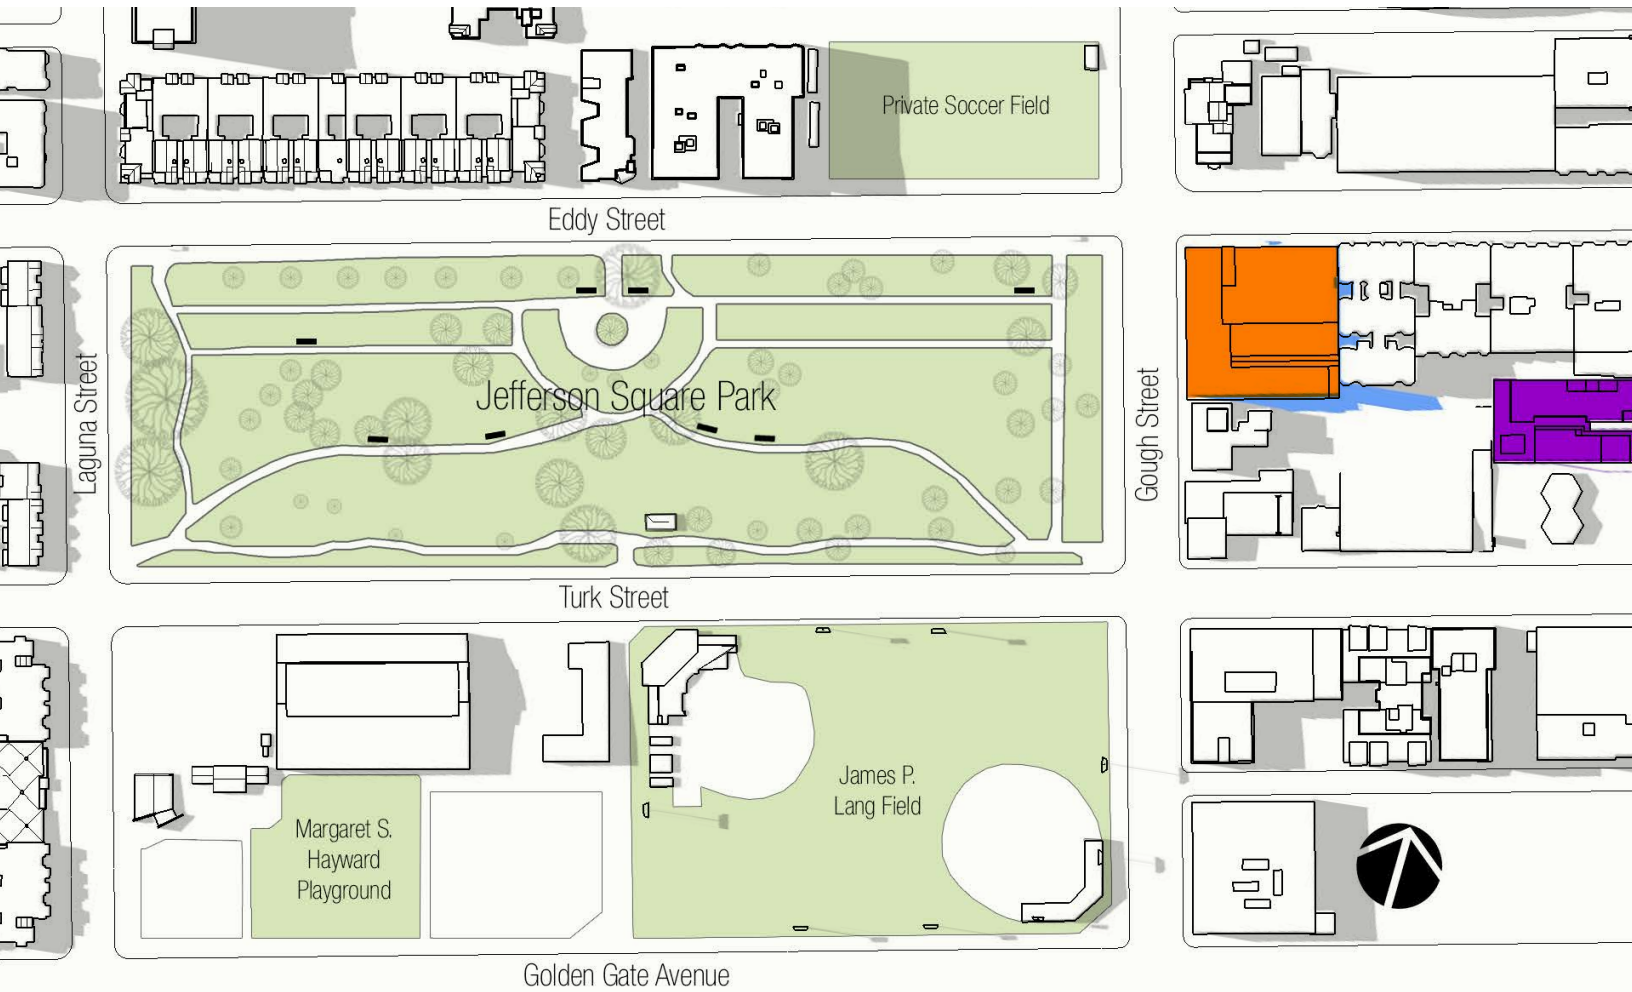 Private Soccer Field
Eddy Street
Laguna Street
Jefferson Square Park
Gough Street
Turk Street
James P.
Lang Field
Margaret S.
Hayward
Playground
Golden Gate Avenue